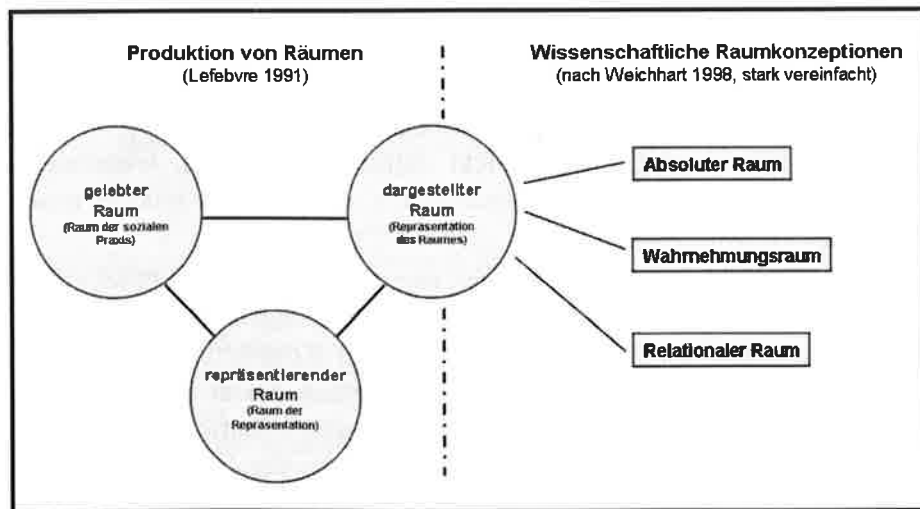 Produktion von Räumen
(Lefebvre 1991)
Wissenschaftliche Raumkonzeptionen
(nach Weichhart 1998, stark vereinfacht)
gelebter
Raum
(Raum der sozialen
Praxis)
dargestellter
Raum
(Repräsentation
des Raumes)
repräsentierender
Raum
(Raum der
Repräsentation)
Absoluter Raum
Wahrnehmungsraum
Relationaler Raum